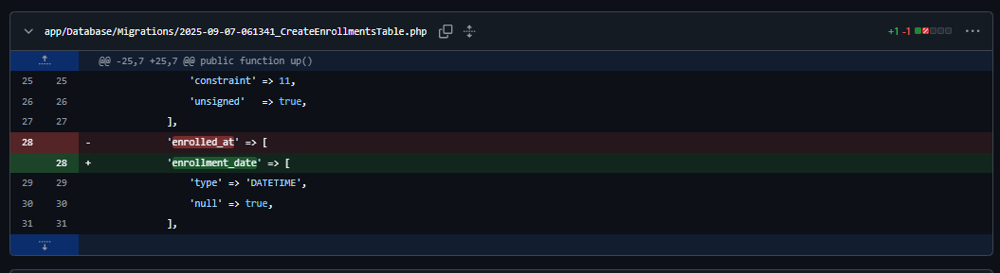 app/Database/Migrations/2025-09-07-061341_CreateEnrollmentsTable.php +1 -1
@@ -25,7 +25,7 @@ public function up()
25 25 'constraint' => 11,
26 26 'unsigned'   => true,
27 27 ],
28 - 'enrolled_at' => [
28 + 'enrollment_date' => [
29 29 'type' => 'DATETIME',
30 30 'null' => true,
31 31 ],